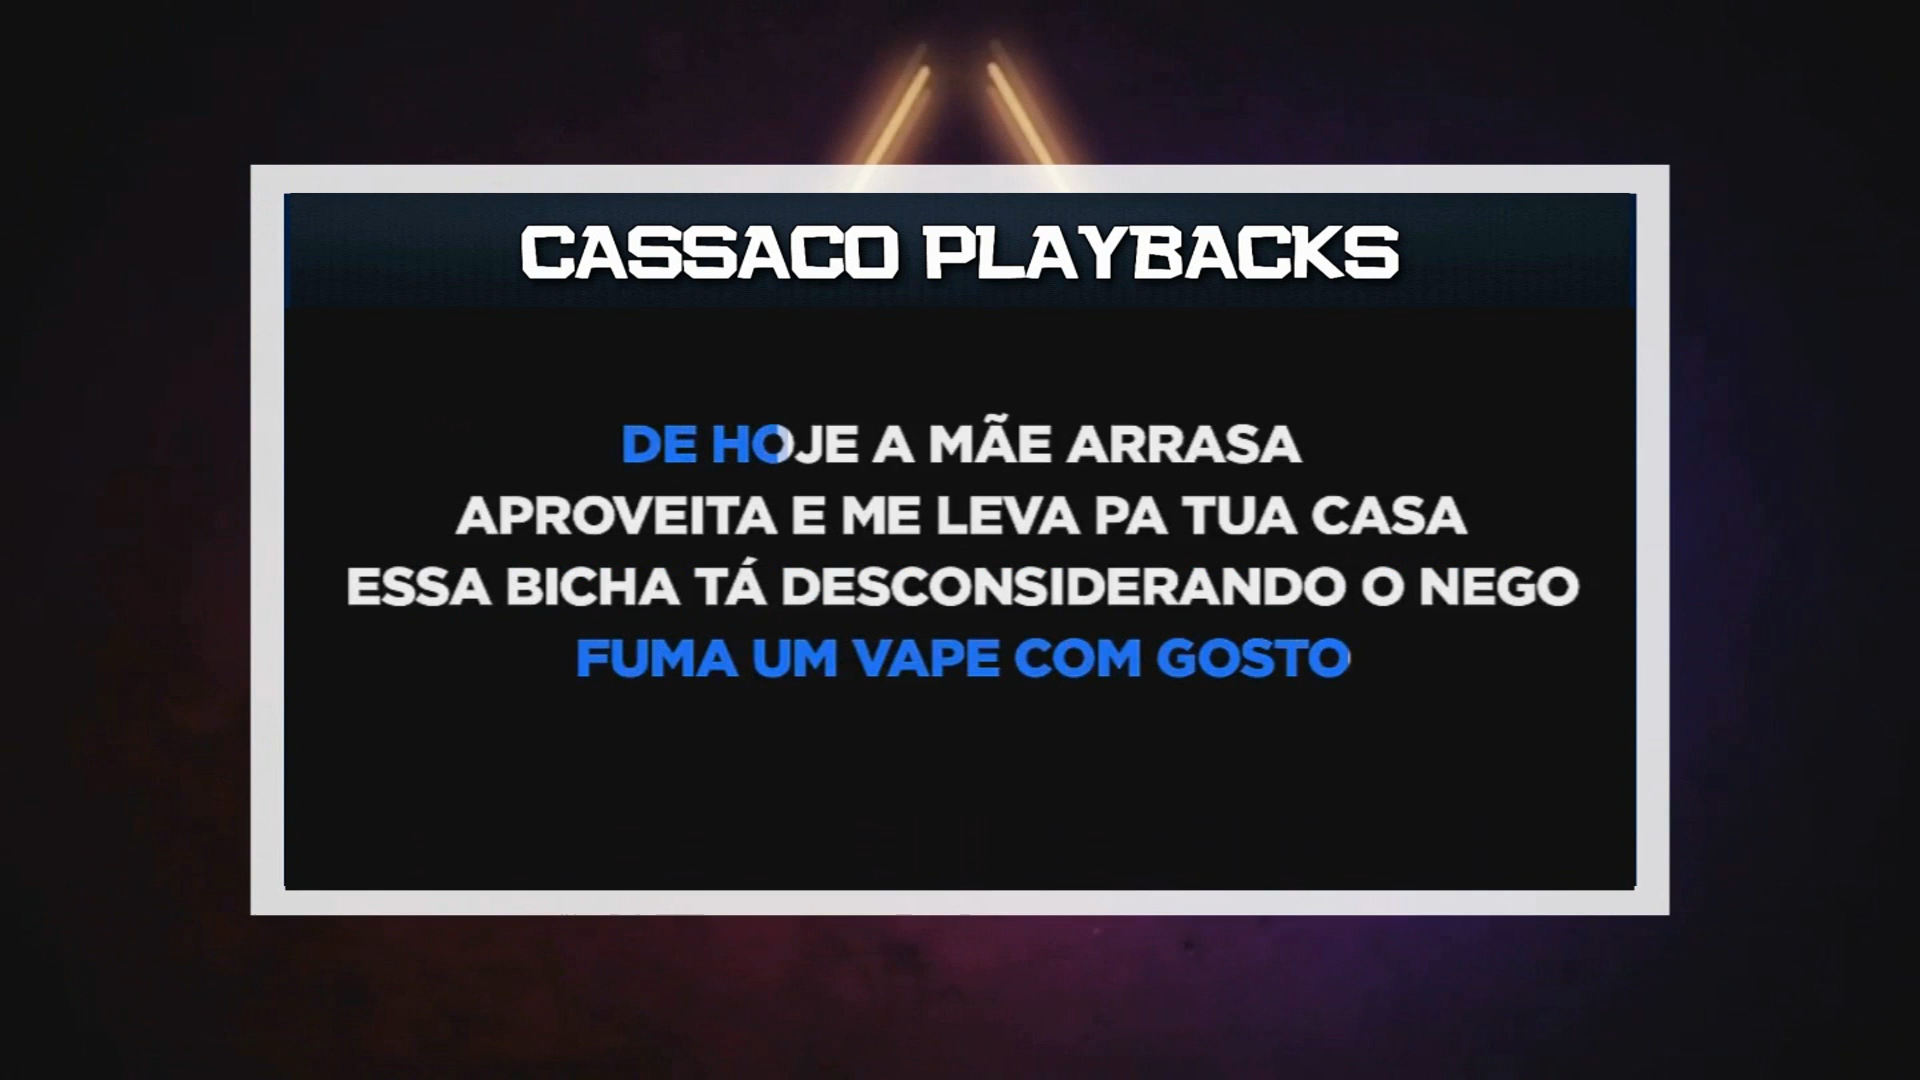 CASSACO PLAYBACKS
DE HOJE A MÃE ARRASA
APROVEITA E ME LEVA PA TUA CASA
ESSA BICHA TÁ DESCONSIDERANDO O NEGO
FUMA UM VAPE COM GOSTO